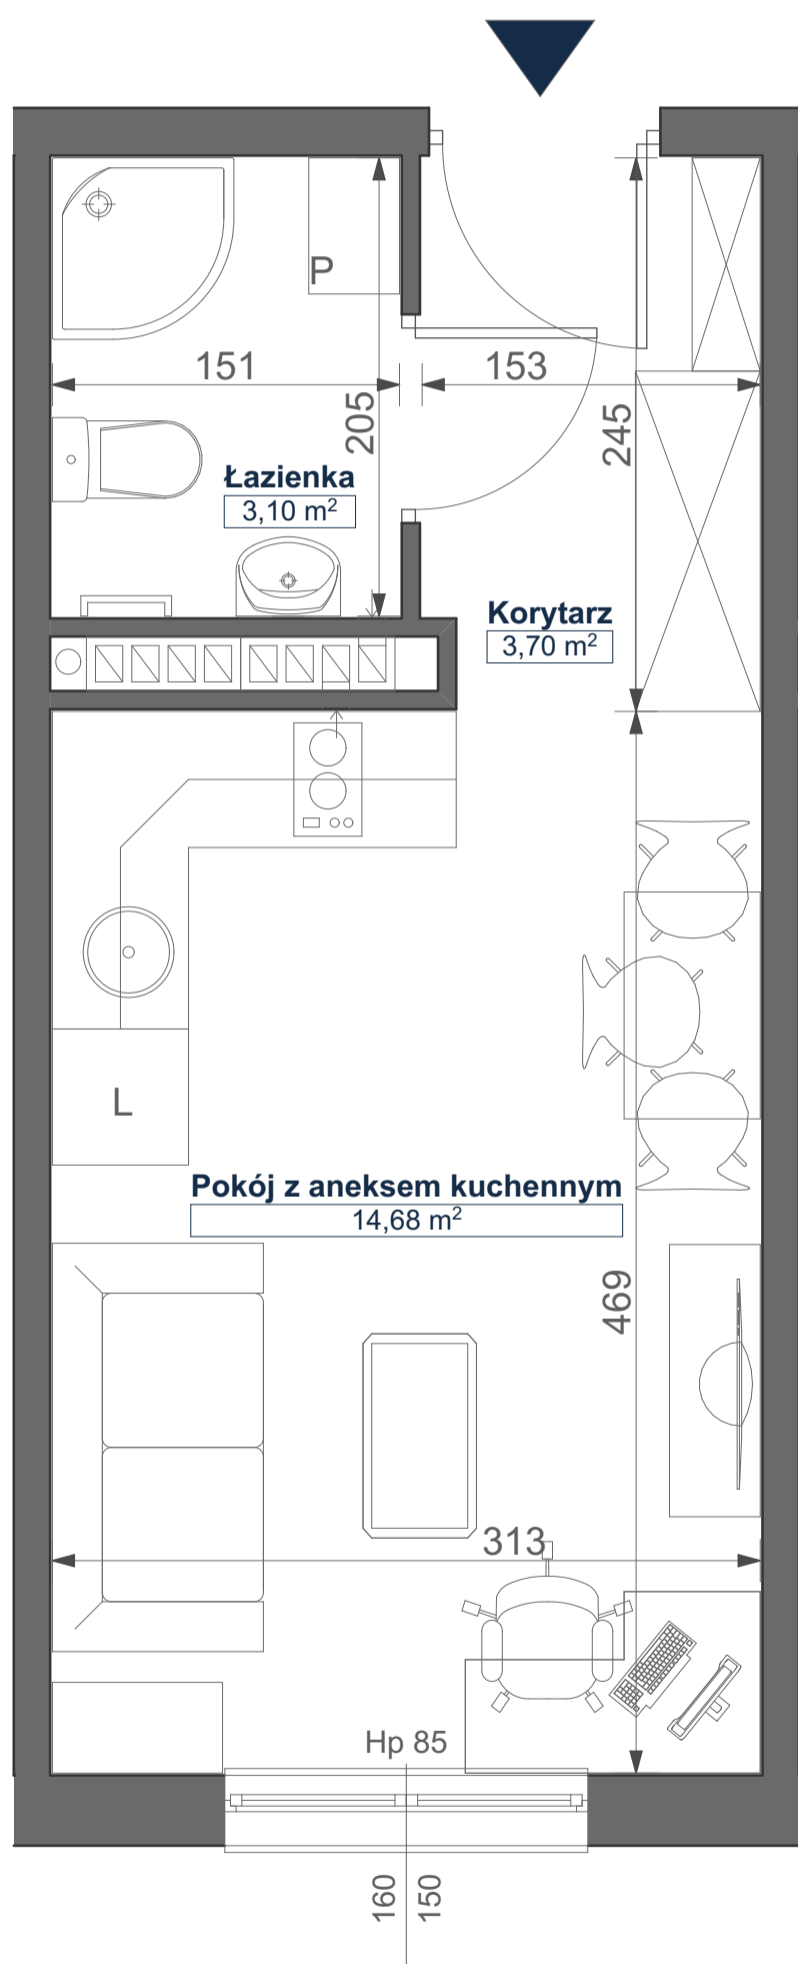 P
151
153
205
245
Łazienka
3,10 m²
Korytarz
3,70 m²
L
Pokój z aneksem kuchennym
14,68 m²
469
313
Hp 85
160
150